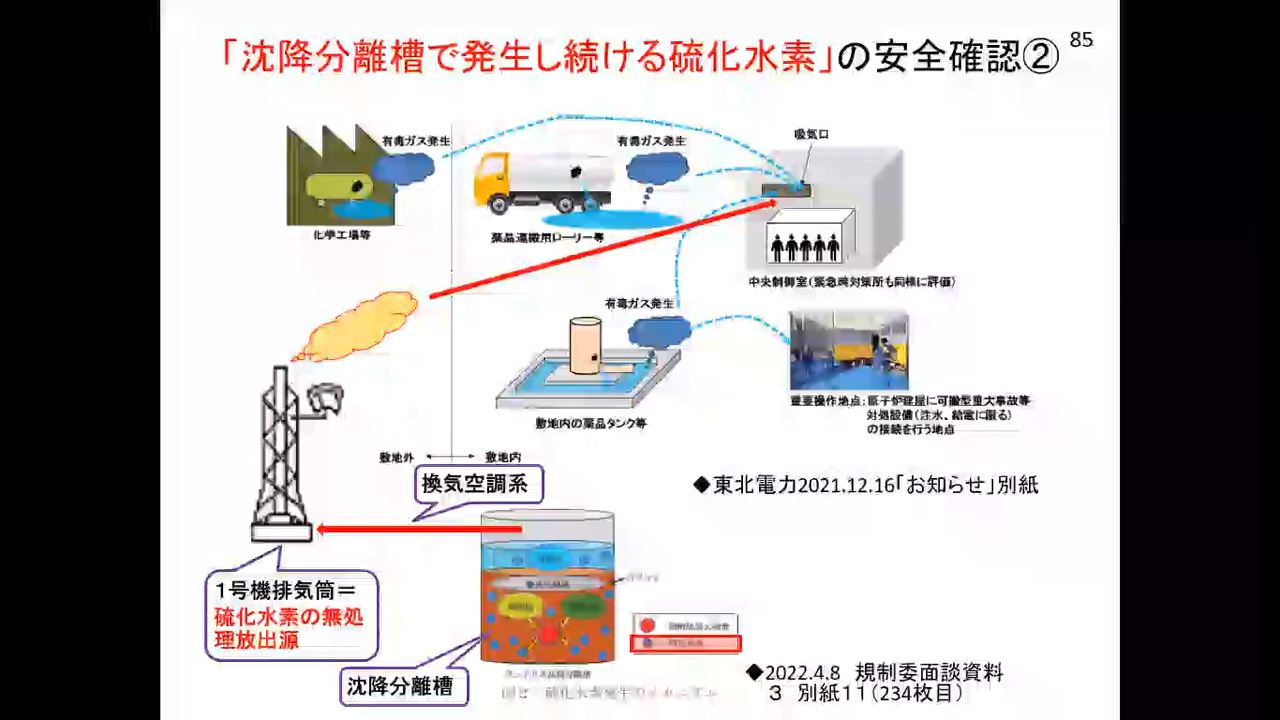 85
「沈降分離槽で発生し続ける硫化水素」の安全確認②
有毒ガス発生
有毒ガス発生
吸気口
化学工場等
薬品運搬用ローリー等
中央制御室(緊急時対策所も同様に評価)
有毒ガス発生
敷地内の薬品タンク等
重要操作地点:原子炉建屋に可搬型重大事故等
対処設備(注水、給電に限る)
の接続を行う地点
敷地外
敷地内
換気空調系
◆東北電力2021.12.16「お知らせ」別紙
1号機排気筒=
硫化水素の無処
理放出源
沈降分離槽
◆2022.4.8 規制委面談資料
3 別紙11(234枚目)